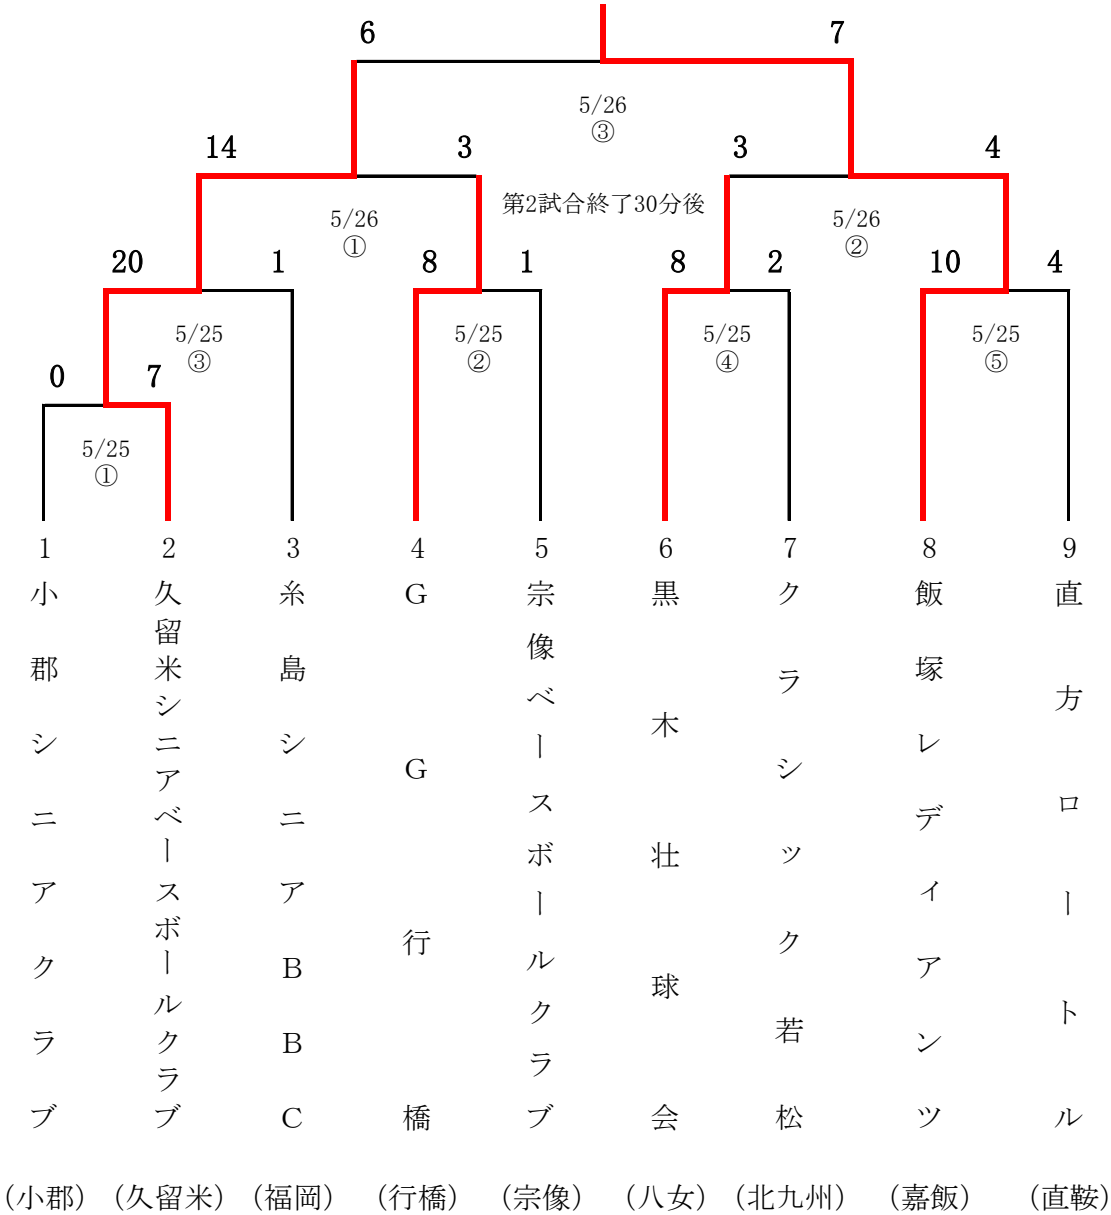 6 7
5/26
③
14 3 3 4
第2試合終了30分後
5/26 5/26
① ②
20 1 8 1 8 2 10 4
5/25 5/25 5/25 5/25
③ ② ④ ⑤
0 7
5/25
①
1 2 3 4 5 6 7 8 9
小郡シニアクラブ
久留米シニアベースボールクラブ
糸島シニアBBC
GG行橋
宗像ベースボールクラブ
黒木壮球会
クラシック若松
飯塚レディアンツ
直方ロートル
(小郡) (久留米) (福岡) (行橋) (宗像) (八女) (北九州) (嘉飯) (直鞍)